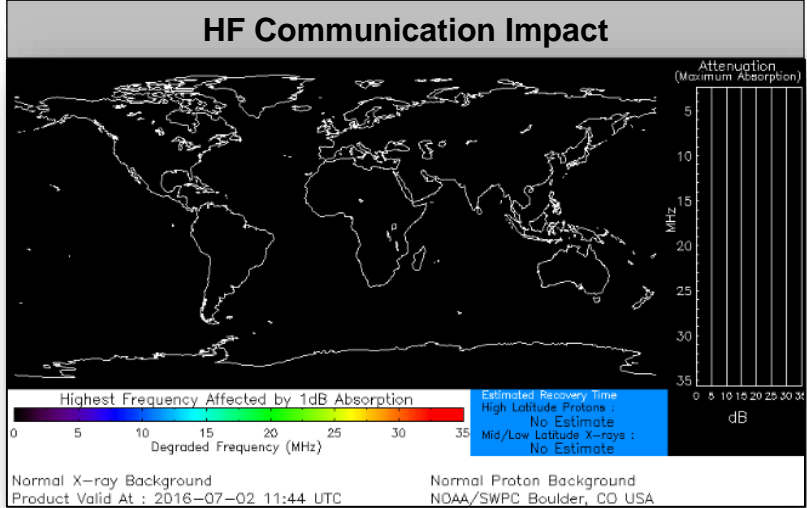 HF Communication Impact
Attenuation
(Maximum Absorption)
5
10
15
20
25
30
35
MHz
0 5 10 15 20 25 30 35
dB
Highest Frequency Affected by 1dB Absorption
0 5 10 15 20 25 30 35
Degraded Frequency (MHz)
Estimated Recovery Time
High Latitude Protons :
No Estimate
Mid/Low Latitude X-rays :
No Estimate
Normal X-ray Background
Product Valid At : 2016-07-02 11:44 UTC
Normal Proton Background
NOAA/SWPC Boulder, CO USA